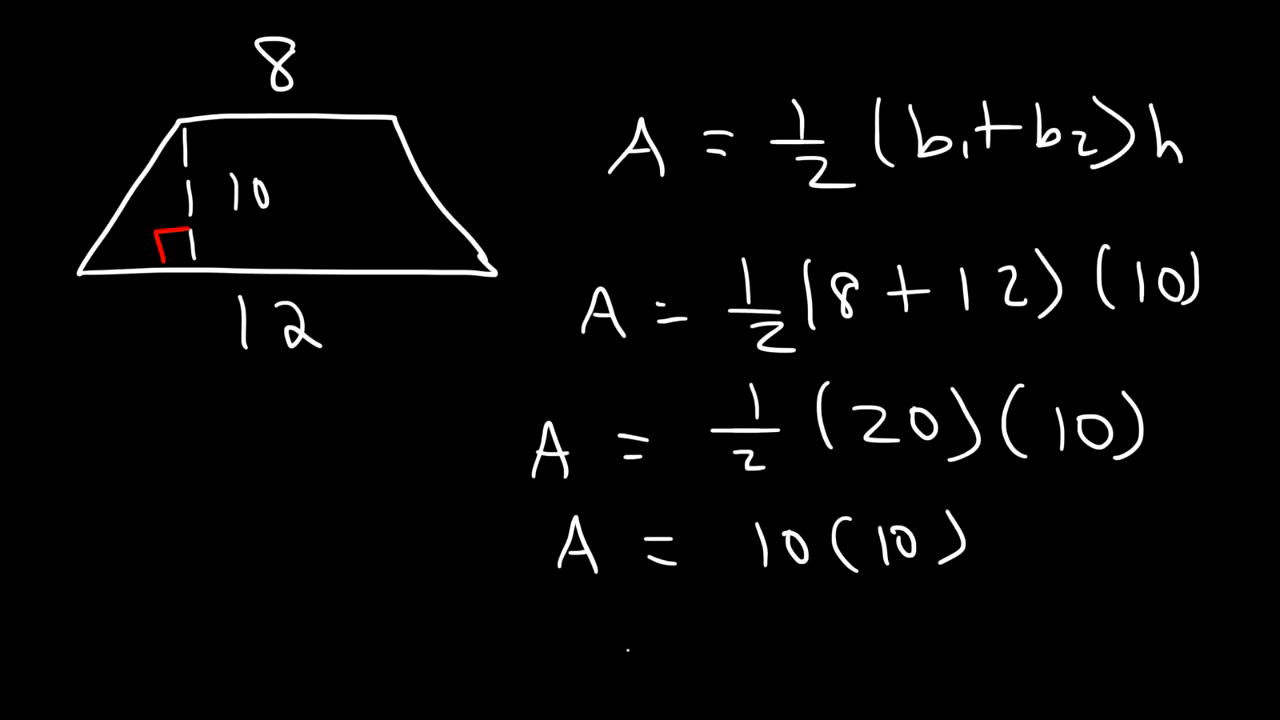 8
10
12
A = 1/2 (b₁+b₂)h
A = 1/2 (8+12)(10)
A = 1/2 (20)(10)
A = 10(10)